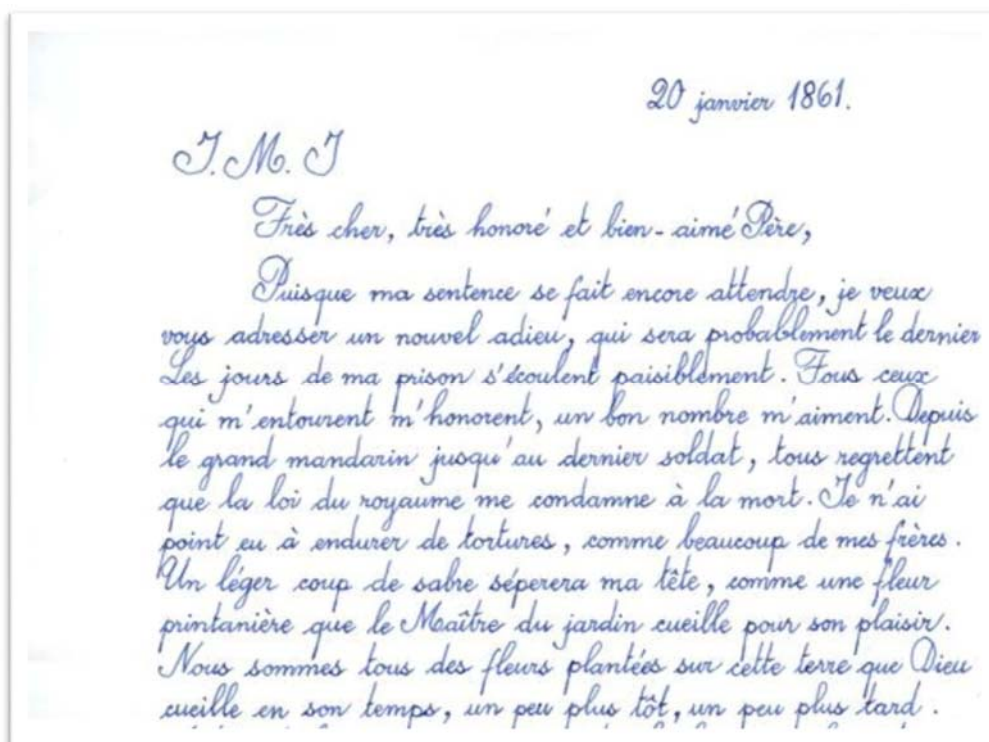 20 janvier 1861.
J. M. J
Très cher, très honoré et bien-aimé Père,
Puisque ma sentence se fait encore attendre, je veux
vous adresser un nouvel adieu, qui sera probablement le dernier
Les jours de ma prison s'écoulent paisiblement. Tous ceux
qui m'entourent m'honorent, un bon nombre m'aiment. Depuis
le grand mandarin jusqu'au dernier soldat, tous regrettent
que la loi du royaume me condamne à la mort. Je n'ai
point eu à endurer de tortures, comme beaucoup de mes frères.
Un léger coup de sabre séperera ma tête, comme une fleur
printanière que le Maître du jardin cueille pour son plaisir.
Nous sommes tous des fleurs plantées sur cette terre que Dieu
cueille en son temps, un peu plus tôt, un peu plus tard.